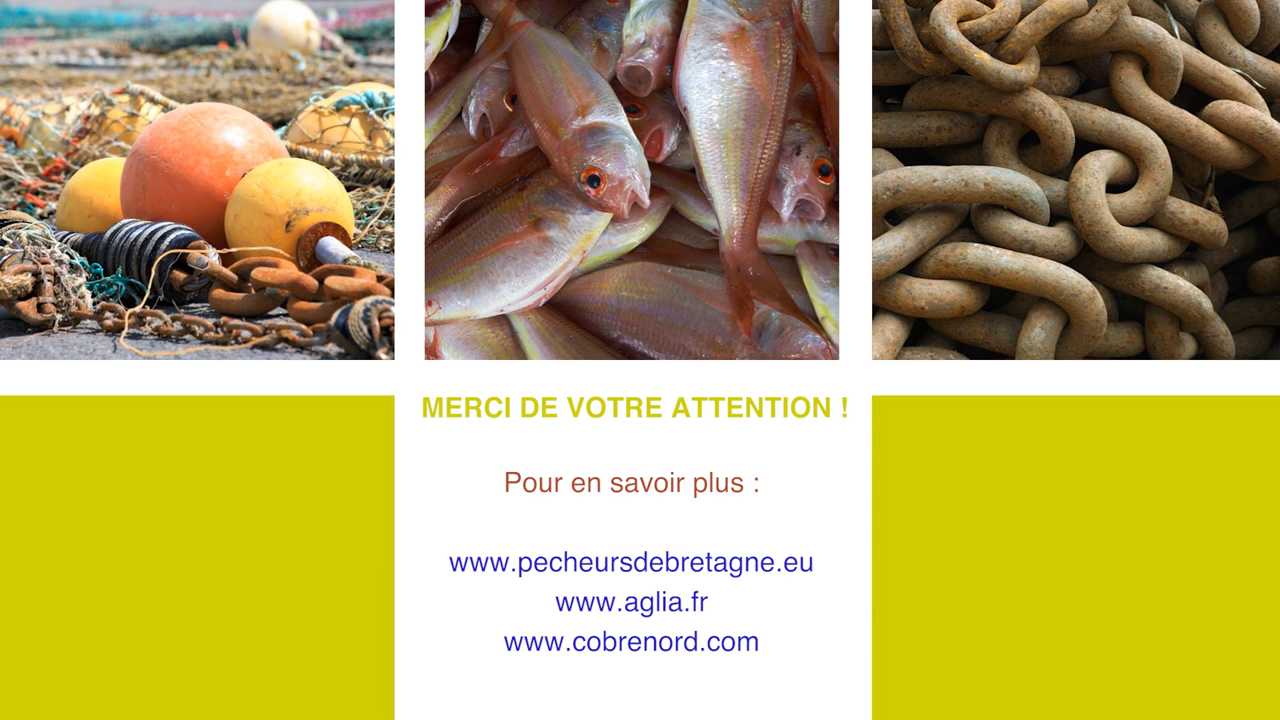 MERCI DE VOTRE ATTENTION !
Pour en savoir plus :
www.pecheursdebretagne.eu
www.aglia.fr
www.cobrenord.com